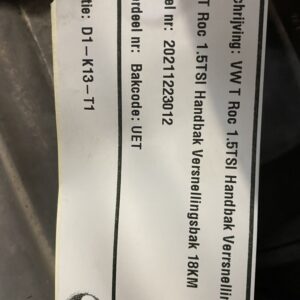 chrijving: VW T Roc 1.5TSI Handbak Verrsnelling
T Roc 1.5TSI Handbak Versnellingsbak 18KM
el nr: 20211223012
rdeel nr: Bakcode: UET
tie: D1-K13-T1